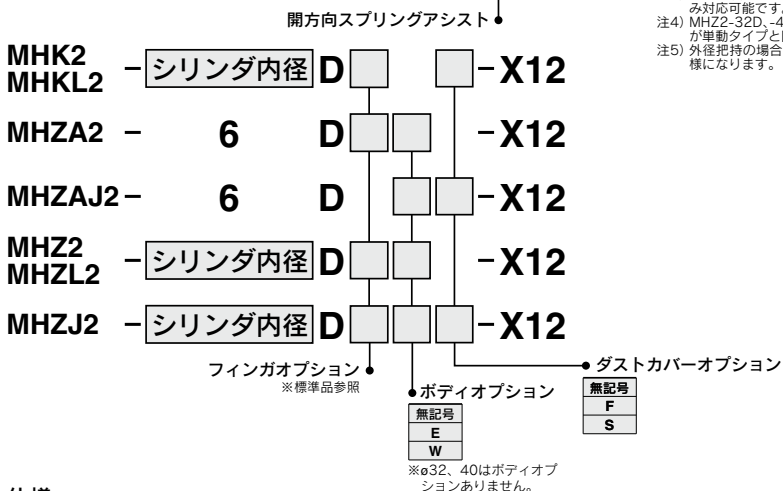 開方向スプリングアシスト
み対応可能です。
注4) MHZ2-32D、-4
が単動タイプと
注5) 外径把持の場合
様になります。
MHK2
MHKL2
－シリンダ内径 D －X12
MHZA2 － 6 D －X12
MHZAJ2－ 6 D －X12
MHZ2
MHZL2
－シリンダ内径 D －X12
MHZJ2 －シリンダ内径 D －X12
フィンガオプション
※標準品参照
ボディオプション
無記号
E
W
※ø32、40はボディオプ
ションありません。
ダストカバーオプション
無記号
F
S